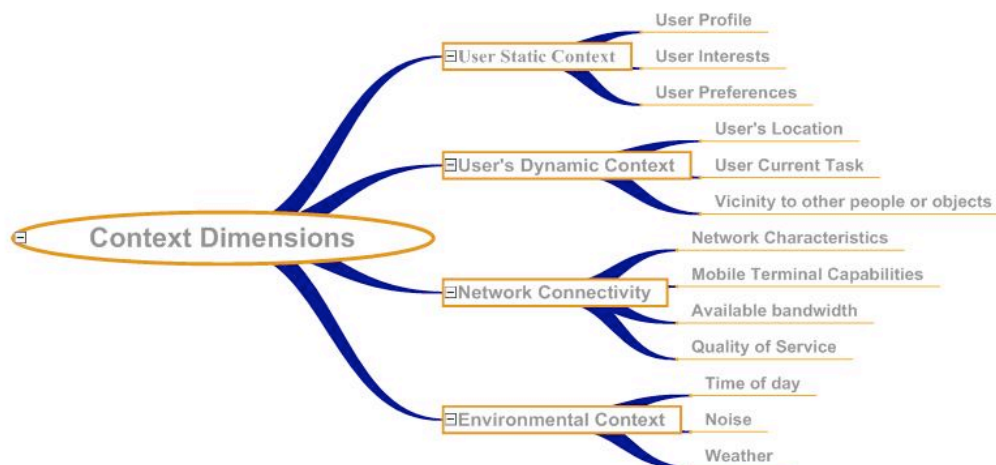 Context Dimensions
User Static Context
User Profile
User Interests
User Preferences
User's Dynamic Context
User's Location
User Current Task
Vicinity to other people or objects
Network Connectivity
Network Characteristics
Mobile Terminal Capabilities
Available bandwidth
Quality of Service
Environmental Context
Time of day
Noise
Weather